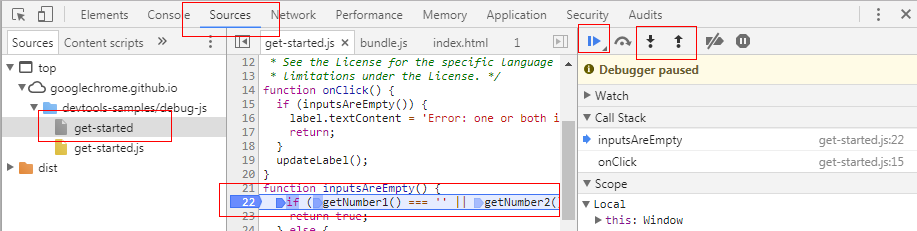 Elements Console Sources Network Performance Memory Application Security Audits
Sources Content scripts »
top
googlechrome.github.io
devtools-samples/debug-js
get-started
get-started.js
dist
get-started.js × bundle.js index.html 1
12 * See the License for the specific language
13 * limitations under the License. */
14 function onClick() {
15 if (inputsAreEmpty()) {
16 label.textContent = 'Error: one or both i
17 return;
18 }
19 updateLabel();
20 }
21 function inputsAreEmpty() {
22 if (getNumber1() === '' || getNumber2()
23 return true;
24 } else {
Debugger paused
Watch
Call Stack
inputsAreEmpty get-started.js:22
onClick get-started.js:15
Scope
Local
this: Window